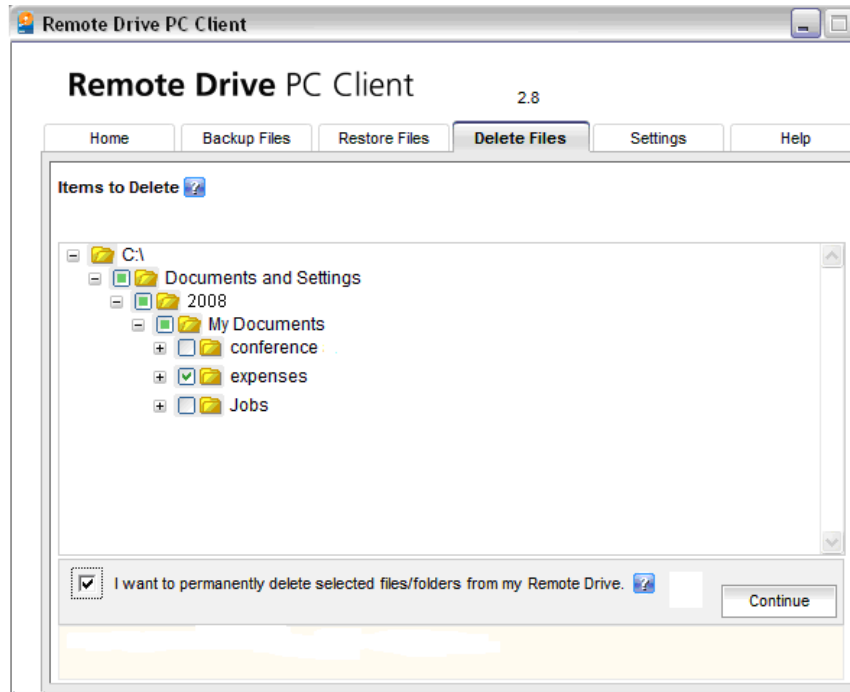 Remote Drive PC Client
Remote Drive PC Client
2.8
Home Backup Files Restore Files Delete Files Settings Help
Items to Delete ?
C:\
Documents and Settings
2008
My Documents
conference
expenses
Jobs
I want to permanently delete selected files/folders from my Remote Drive. ?
Continue